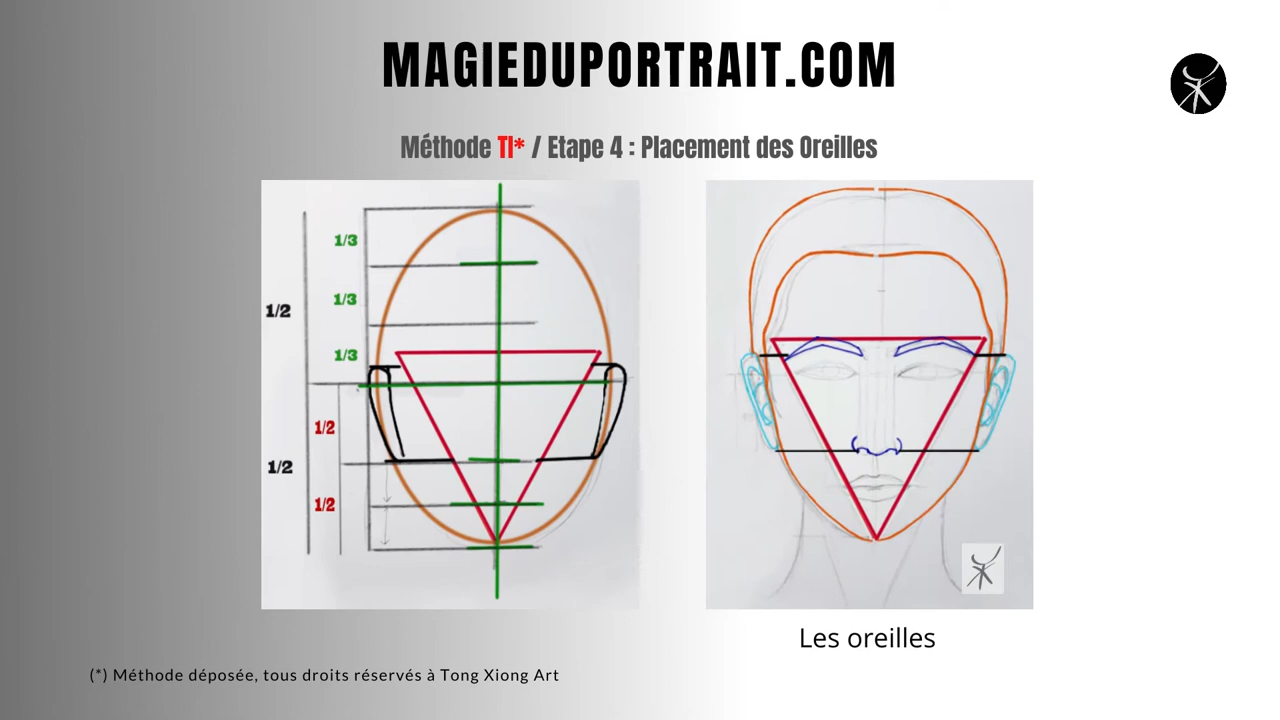 MAGIEDUPORTRAIT.COM
Méthode TI* / Etape 4 : Placement des Oreilles
1/3
1/3
1/2
1/3
1/2
1/2
1/2
Les oreilles
(*) Méthode déposée, tous droits réservés à Tong Xiong Art